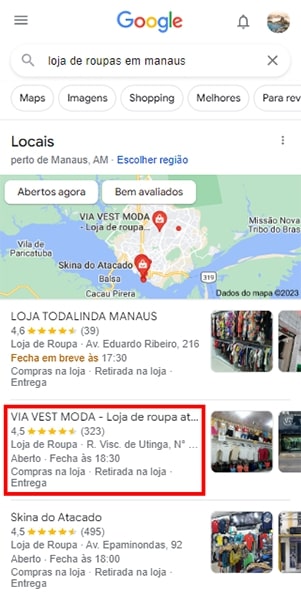 Google
loja de roupas em manaus
Maps
Imagens
Shopping
Melhores
Para rev
Locais
perto de Manaus, AM · Escolher região
Abertos agora
Bem avaliados
VIA VEST MODA
- Loja de roupa...
Missão Nova
Tribo do Bras
Vila de
Paricatuba
Skina do Atacado
Balsa
Cacau Pirera
319
Dados do mapa ©2023
LOJA TODALINDA MANAUS
4,6 (39)
Loja de Roupa · Av. Eduardo Ribeiro, 216
Fecha em breve às 17:30
Compras na loja · Retirada na loja ·
Entrega
VIA VEST MODA - Loja de roupa at...
4,5 (323)
Loja de Roupa · R. Visc. de Utinga, N° ...
Aberto · Fecha às 18:30
Compras na loja · Retirada na loja ·
Entrega
Skina do Atacado
4,5 (495)
Loja de Roupa · Av. Epaminondas, 92
Aberto · Fecha às 18:00
Compras na loja · Retirada na loja ·
Entrega